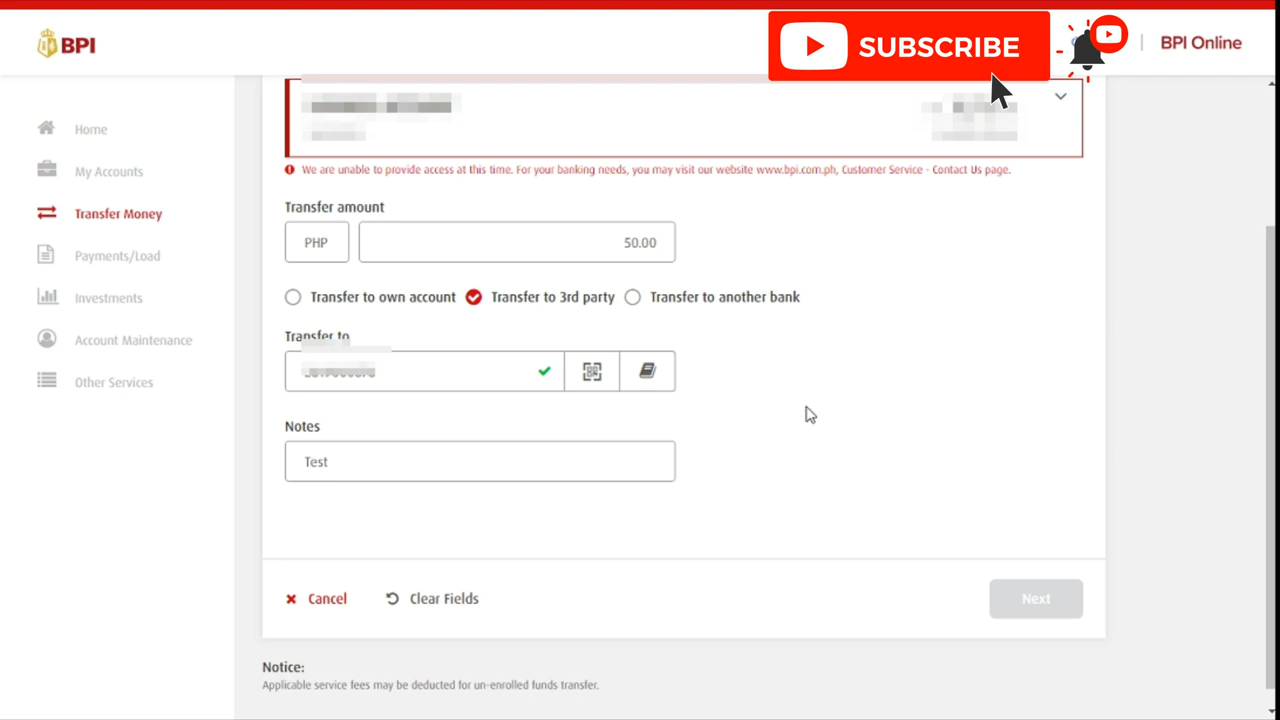 BPI
SUBSCRIBE
BPI Online
Home
My Accounts
Transfer Money
Payments/Load
Investments
Account Maintenance
Other Services
We are unable to provide access at this time. For your banking needs, you may visit our website www.bpi.com.ph, Customer Service - Contact Us page.
Transfer amount
PHP 50.00
Transfer to own account Transfer to 3rd party Transfer to another bank
Transfer to
Notes
Test
Cancel Clear Fields Next
Notice:
Applicable service fees may be deducted for un-enrolled funds transfer.